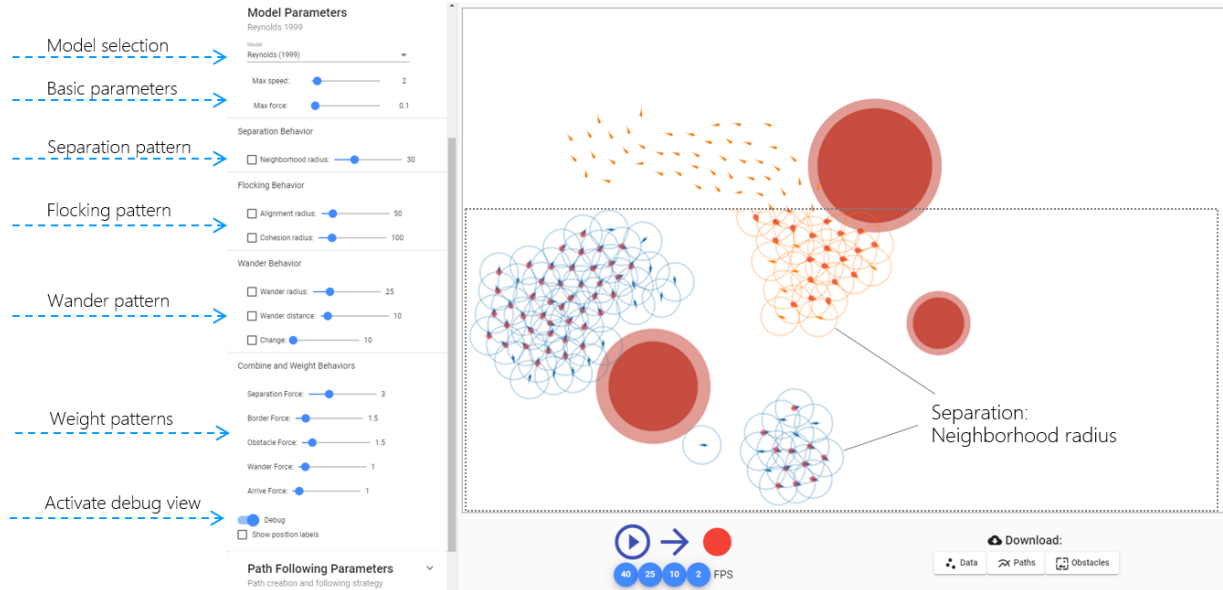 Model selection
Basic parameters
Separation pattern
Flocking pattern
Wander pattern
Weight patterns
Activate debug view
Model Parameters
Reynolds 1999
Model
Reynolds (1999)
Max speed: 2
Max force: 0.1
Separation Behavior
Neighborhood radius: 30
Flocking Behavior
Alignment radius: 50
Cohesion radius: 100
Wander Behavior
Wander radius: 25
Wander distance: 10
Change: 10
Combine and Weight Behaviors
Separation Force: 3
Border Force: 1.5
Obstacle Force: 1.5
Wander Force: 1
Arrive Force: 1
Debug
Show position labels
Path Following Parameters
Path creation and following strategy
Separation:
Neighborhood radius
40 25 10 2 FPS
Download:
Data Paths Obstacles